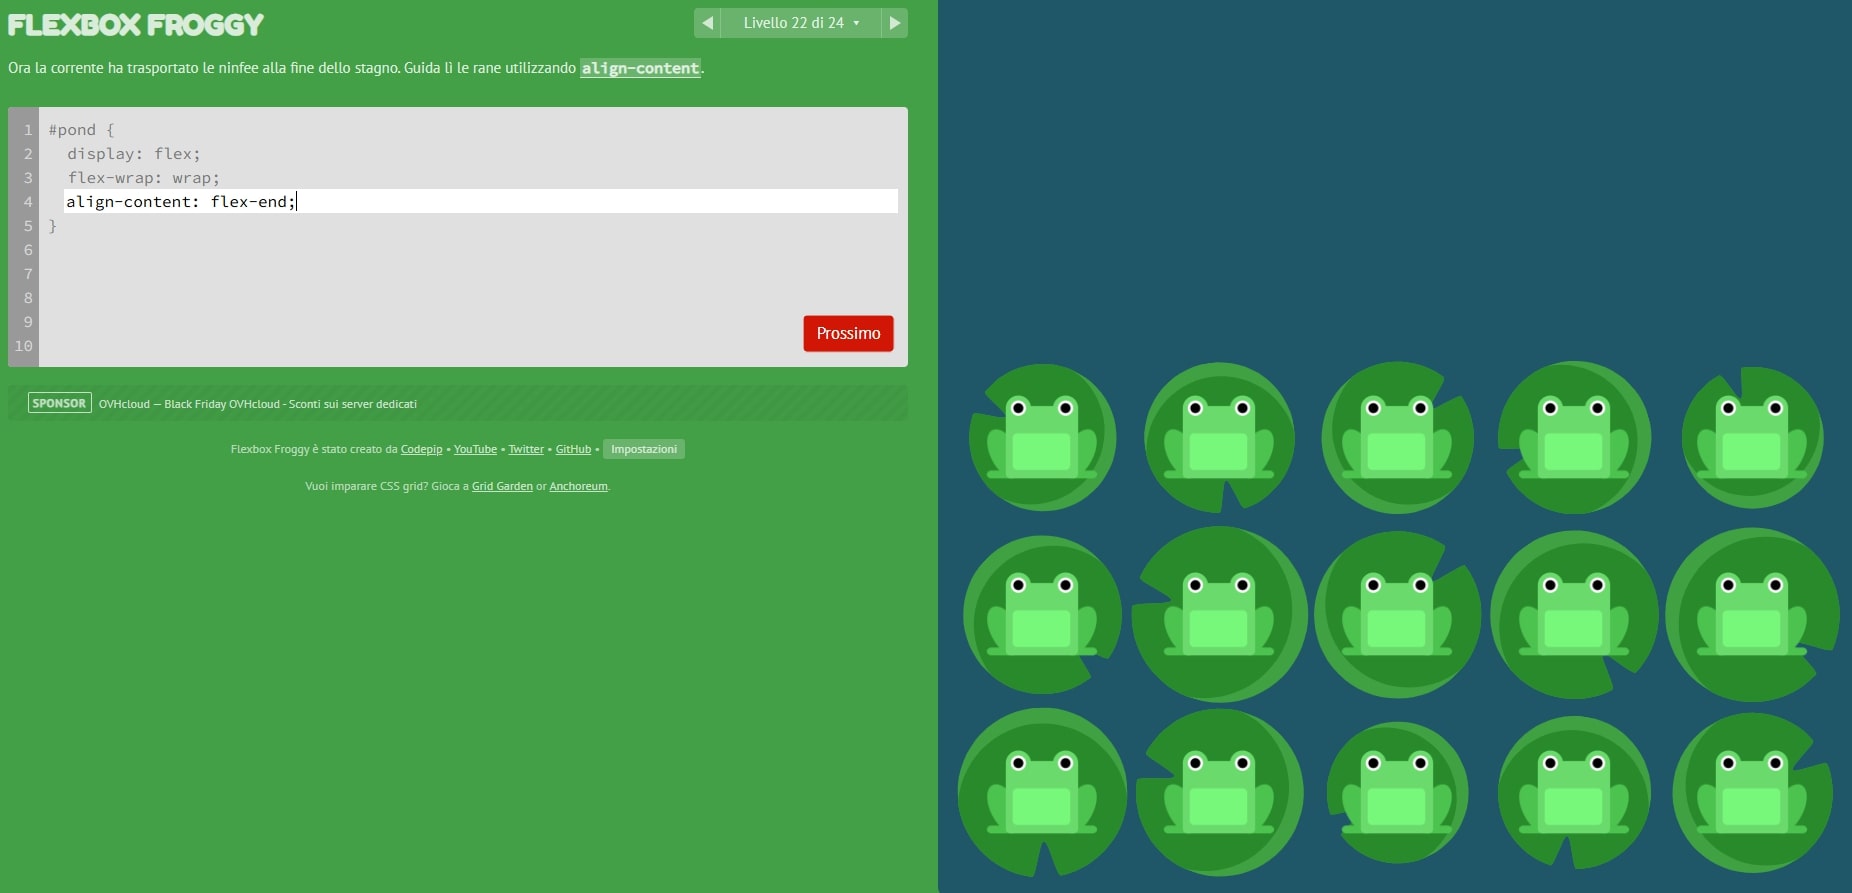 FLEXBOX FROGGY
Livello 22 di 24
Ora la corrente ha trasportato le ninfee alla fine dello stagno. Guida lì le rane utilizzando align-content.
1 #pond {
2 display: flex;
3 flex-wrap: wrap;
4 align-content: flex-end;
5 }
6
7
8
9
10
Prossimo
SPONSOR OVHcloud — Black Friday OVHcloud - Sconti sui server dedicati
Flexbox Froggy è stato creato da Codepip • YouTube • Twitter • GitHub • Impostazioni
Vuoi imparare CSS grid? Gioca a Grid Garden or Anchoreum.